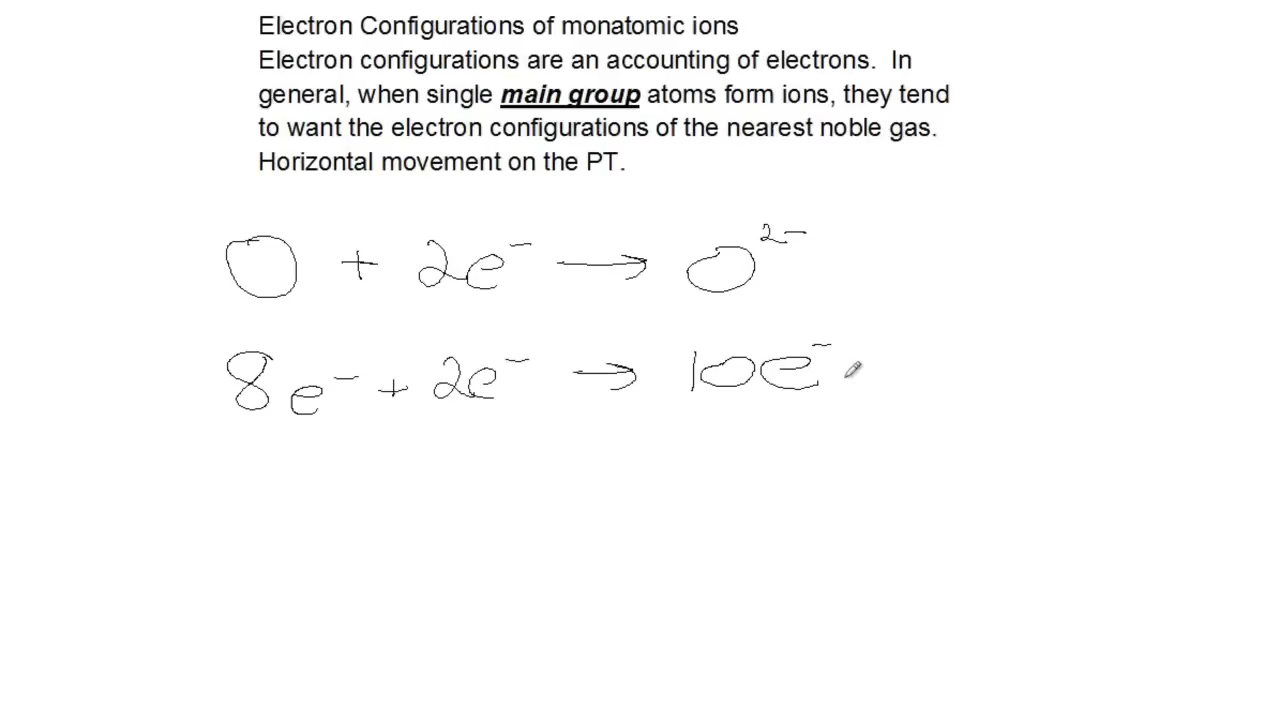 Electron Configurations of monatomic ions
Electron configurations are an accounting of electrons. In
general, when single main group atoms form ions, they tend
to want the electron configurations of the nearest noble gas.
Horizontal movement on the PT.
O + 2e⁻ → O²⁻
8e⁻ + 2e⁻ → 10e⁻